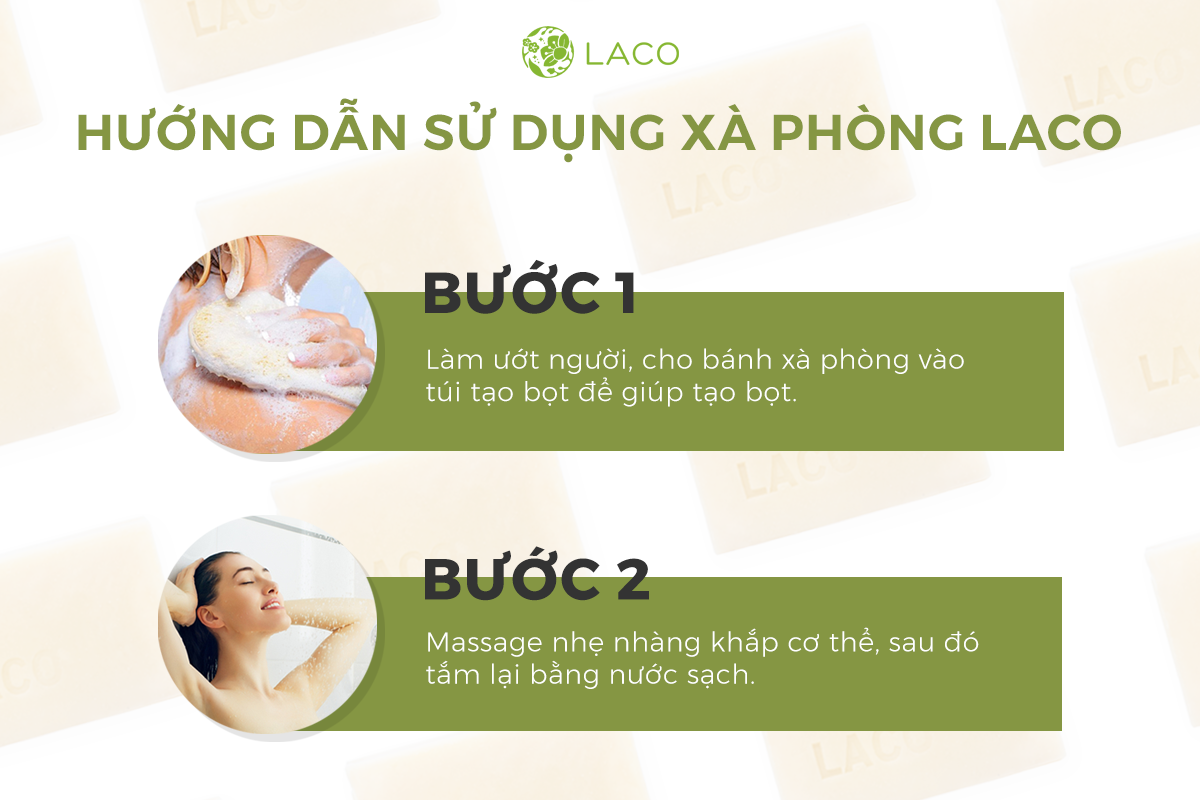 LACO
HƯỚNG DẪN SỬ DỤNG XÀ PHÒNG LACO
BƯỚC 1
Làm ướt người, cho bánh xà phòng vào
túi tạo bọt để giúp tạo bọt.
BƯỚC 2
Massage nhẹ nhàng khắp cơ thể, sau đó
tắm lại bằng nước sạch.